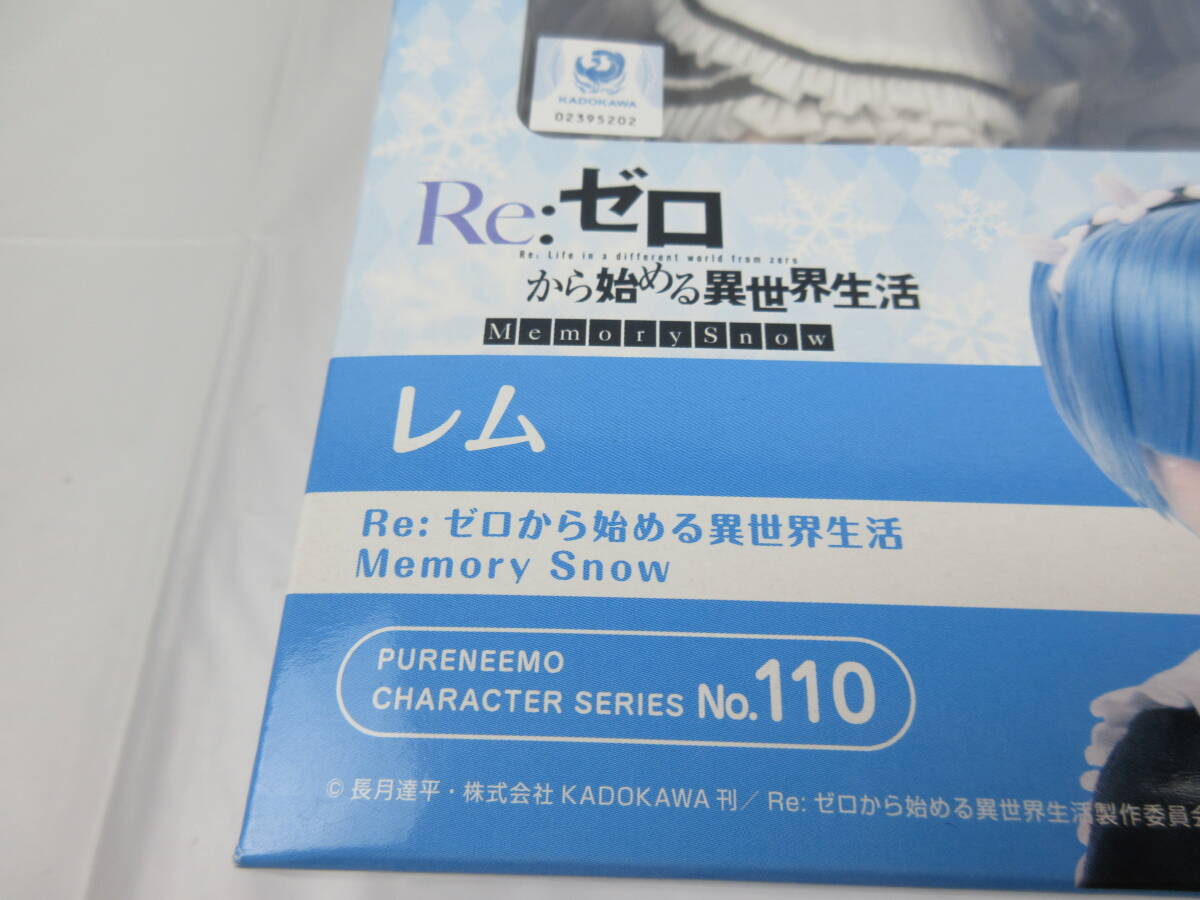 KADOKAWA
02395202
Re:ゼロ
Re: Life in a different world from zero
から始める異世界生活
Memory Snow
レム
Re: ゼロから始める異世界生活
Memory Snow
PURENEEMO
CHARACTER SERIES No.110
© 長月達平・株式会社 KADOKAWA 刊／Re: ゼロから始める異世界生活製作委員会